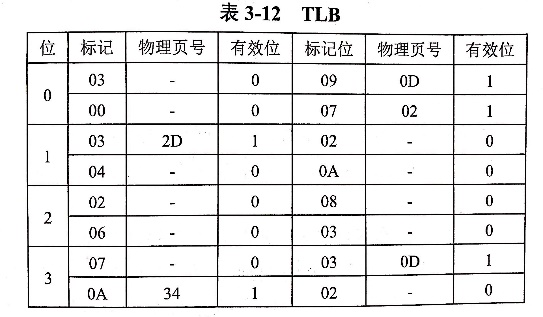 表 3-12 TLB
位 标记 物理页号 有效位 标记位 物理页号 有效位
0 03 - 0 09 0D 1
00 - 0 07 02 1
1 03 2D 1 02 - 0
04 - 0 0A - 0
2 02 - 0 08 - 0
06 - 0 03 - 0
3 07 - 0 03 0D 1
0A 34 1 02 - 0